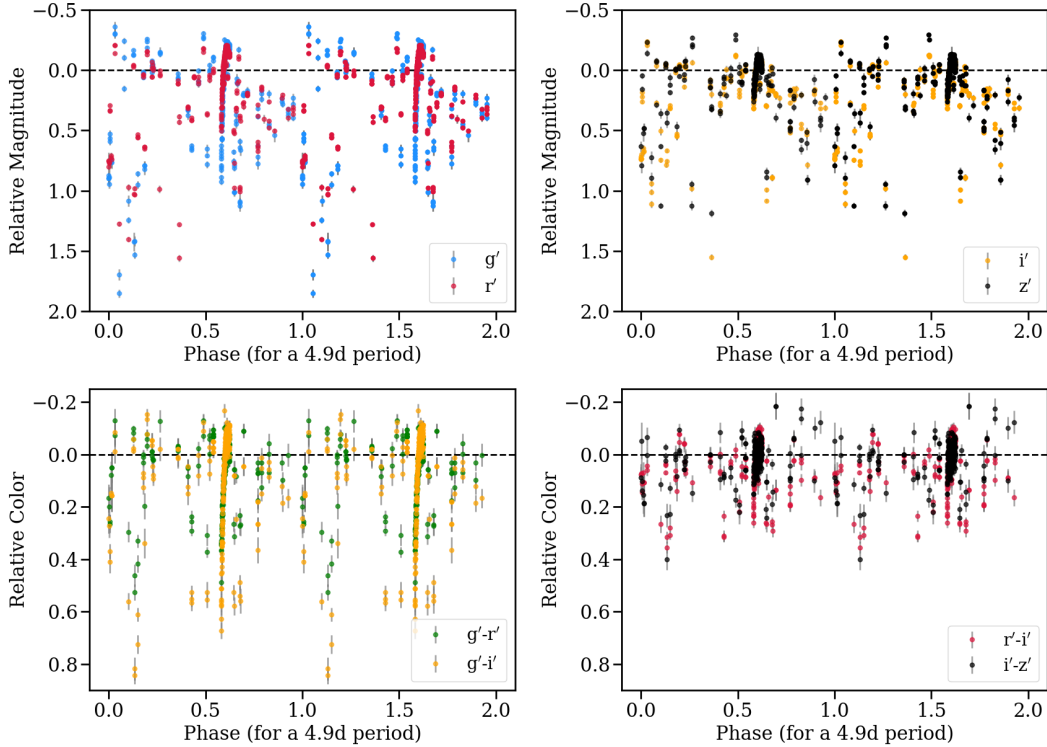 −0.5
0.0
0.5
1.0
1.5
2.0
Relative Magnitude
0.0
0.5
1.0
1.5
2.0
Phase (for a 4.9d period)
g′
r′
−0.5
0.0
0.5
1.0
1.5
2.0
Relative Magnitude
0.0
0.5
1.0
1.5
2.0
Phase (for a 4.9d period)
i′
z′
−0.2
0.0
0.2
0.4
0.6
0.8
Relative Color
0.0
0.5
1.0
1.5
2.0
Phase (for a 4.9d period)
g′-r′
g′-i′
−0.2
0.0
0.2
0.4
0.6
0.8
Relative Color
0.0
0.5
1.0
1.5
2.0
Phase (for a 4.9d period)
r′-i′
i′-z′